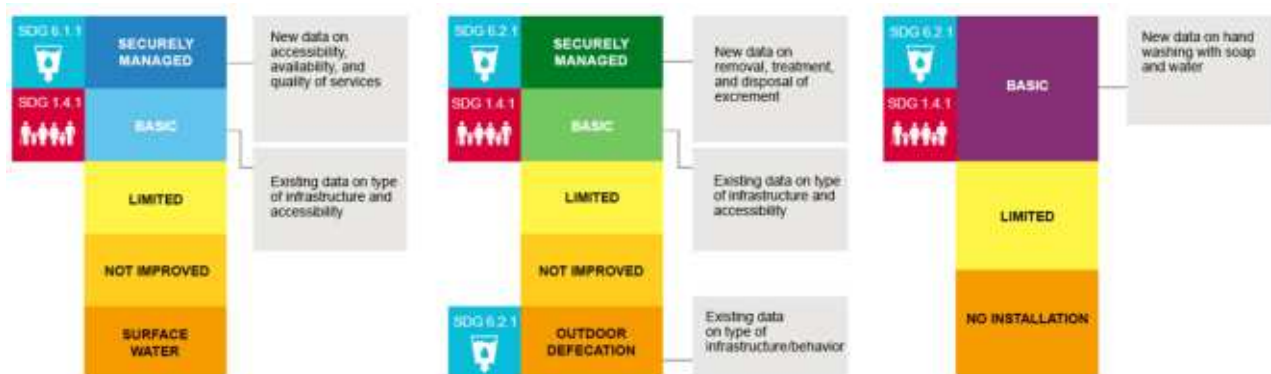 SDG 6.1.1
SECURELY
MANAGED
New data on
accessibility,
availability, and
quality of services
SDG 1.4.1
BASIC
Existing data on type
of infrastructure and
accessibility
LIMITED
NOT IMPROVED
SURFACE
WATER
SDG 6.2.1
SECURELY
MANAGED
New data on
removal, treatment,
and disposal of
excrement
SDG 1.4.1
BASIC
Existing data on type
of infrastructure and
accessibility
LIMITED
NOT IMPROVED
SDG 6.2.1
OUTDOOR
DEFECATION
Existing data
on type of
infrastructure/behavior
SDG 6.2.1
BASIC
New data on hand
washing with soap
and water
SDG 1.4.1
LIMITED
NO INSTALLATION